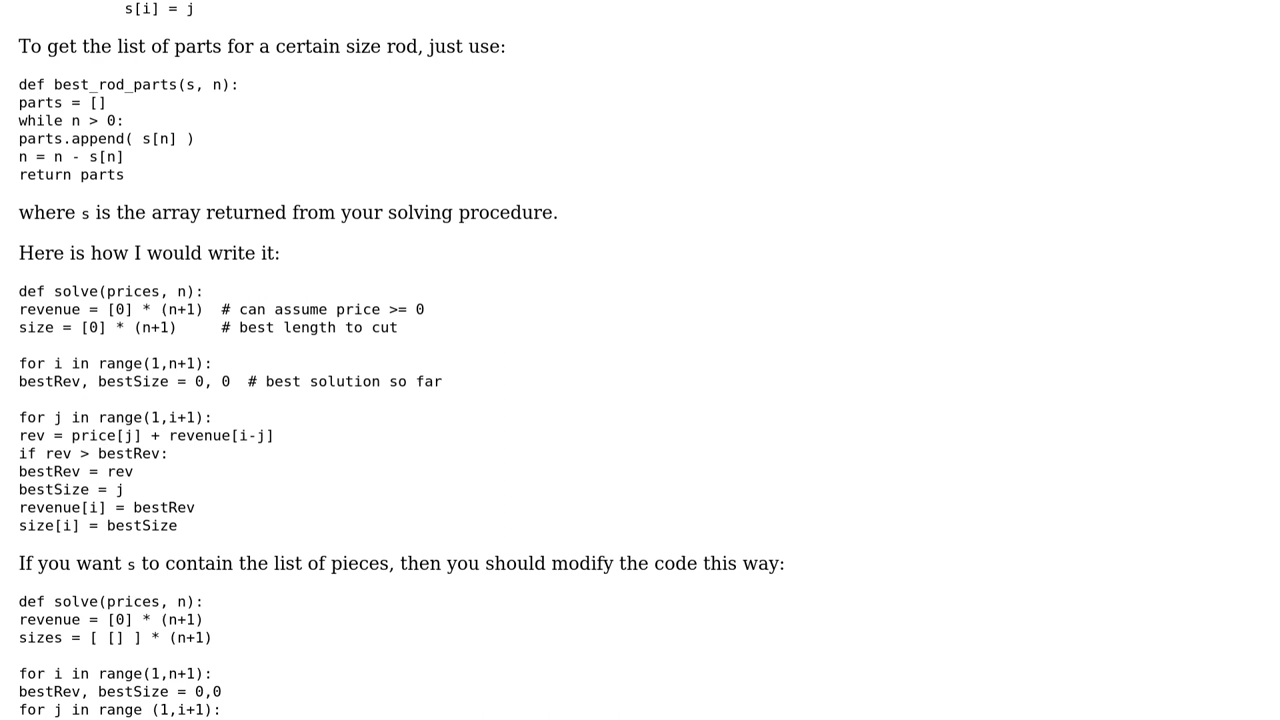 s[i] = j
To get the list of parts for a certain size rod, just use:
def best_rod_parts(s, n):
parts = []
while n > 0:
parts.append( s[n] )
n = n - s[n]
return parts
where s is the array returned from your solving procedure.
Here is how I would write it:
def solve(prices, n):
revenue = [0] * (n+1)  # can assume price >= 0
size = [0] * (n+1)     # best length to cut
for i in range(1,n+1):
bestRev, bestSize = 0, 0  # best solution so far
for j in range(1,i+1):
rev = price[j] + revenue[i-j]
if rev > bestRev:
bestRev = rev
bestSize = j
revenue[i] = bestRev
size[i] = bestSize
If you want s to contain the list of pieces, then you should modify the code this way:
def solve(prices, n):
revenue = [0] * (n+1)
sizes = [ [] ] * (n+1)
for i in range(1,n+1):
bestRev, bestSize = 0,0
for j in range (1,i+1):